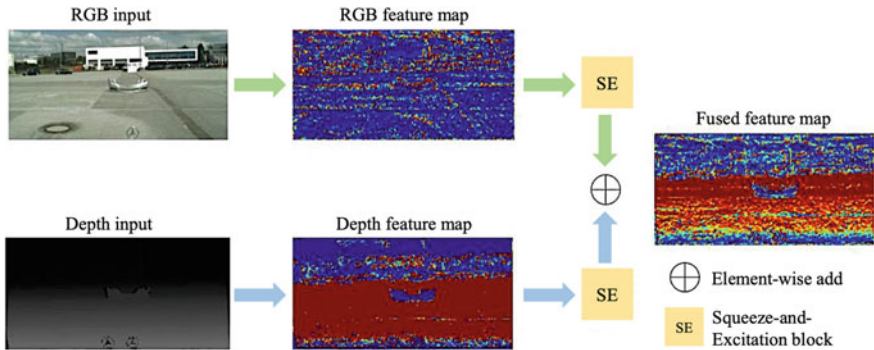 RGB input
RGB feature map
SE
Fused feature map
Depth input
Depth feature map
SE
Element-wise add
SE
Squeeze-and-
Excitation block